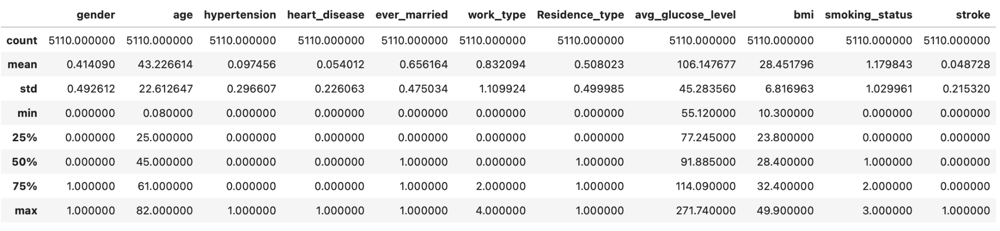 gender age hypertension heart_disease ever_married work_type Residence_type avg_glucose_level bmi smoking_status stroke
count 5110.000000 5110.000000 5110.000000 5110.000000 5110.000000 5110.000000 5110.000000 5110.000000 5110.000000 5110.000000 5110.000000
mean 0.414090 43.226614 0.097456 0.054012 0.656164 0.832094 0.508023 106.147677 28.451796 1.179843 0.048728
std 0.492612 22.612647 0.296607 0.226063 0.475034 1.109924 0.499985 45.283560 6.816963 1.029961 0.215320
min 0.000000 0.080000 0.000000 0.000000 0.000000 0.000000 0.000000 55.120000 10.300000 0.000000 0.000000
25% 0.000000 25.000000 0.000000 0.000000 0.000000 0.000000 0.000000 77.245000 23.800000 0.000000 0.000000
50% 0.000000 45.000000 0.000000 0.000000 1.000000 0.000000 1.000000 91.885000 28.400000 1.000000 0.000000
75% 1.000000 61.000000 0.000000 0.000000 1.000000 2.000000 1.000000 114.090000 32.400000 2.000000 0.000000
max 1.000000 82.000000 1.000000 1.000000 1.000000 4.000000 1.000000 271.740000 49.900000 3.000000 1.000000